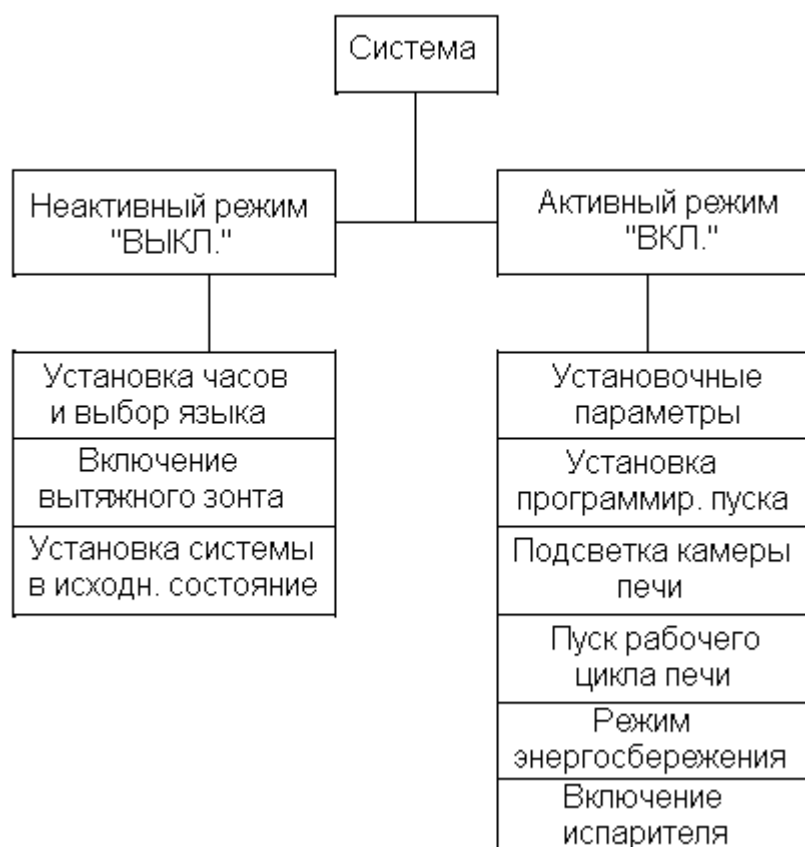 Система
Неактивный режим
"ВЫКЛ."
Активный режим
"ВКЛ."
Установка часов
и выбор языка
Включение
вытяжного зонта
Установка системы
в исходн. состояние
Установочные
параметры
Установка
программир. пуска
Подсветка камеры
печи
Пуск рабочего
цикла печи
Режим
энергосбережения
Включение
испарителя